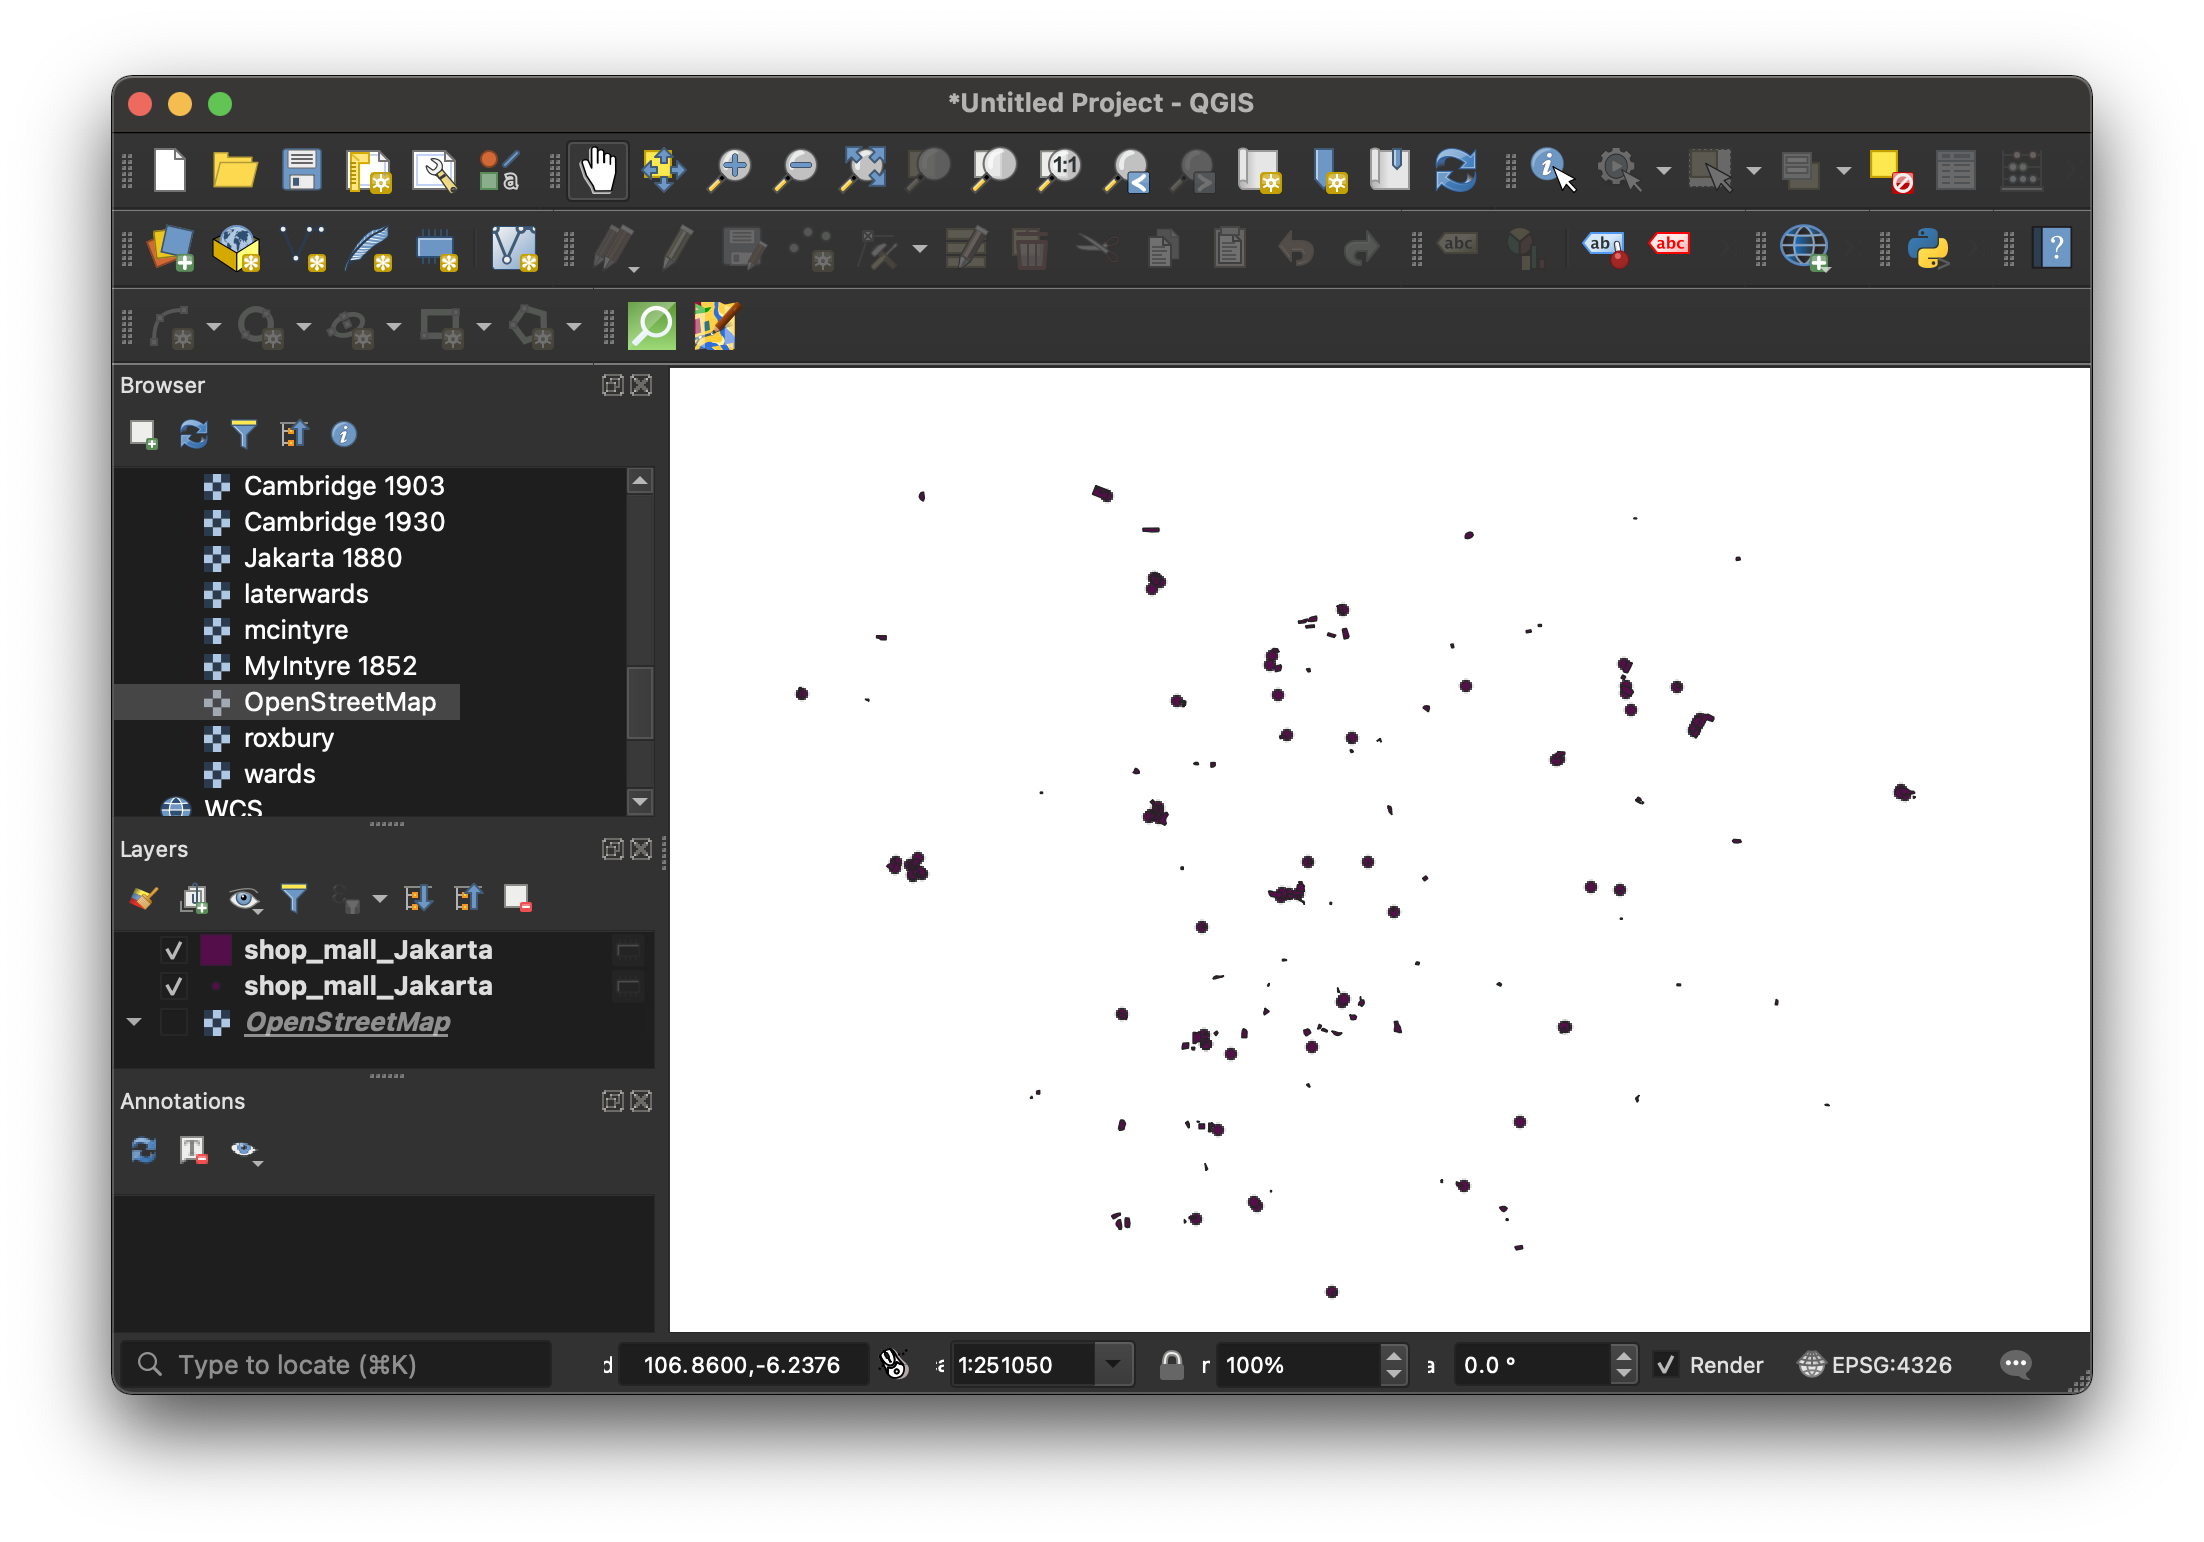 *Untitled Project - QGIS
1:1
a
abc
ab
abc
?
Browser
Cambridge 1903
Cambridge 1930
Jakarta 1880
laterwards
mcintyre
MyIntyre 1852
OpenStreetMap
roxbury
wards
WCS
Layers
shop_mall_Jakarta
shop_mall_Jakarta
OpenStreetMap
Annotations
T
Type to locate (⌘K) 106.8600,-6.2376 1:251050 r 100% 0.0 ° Render EPSG:4326